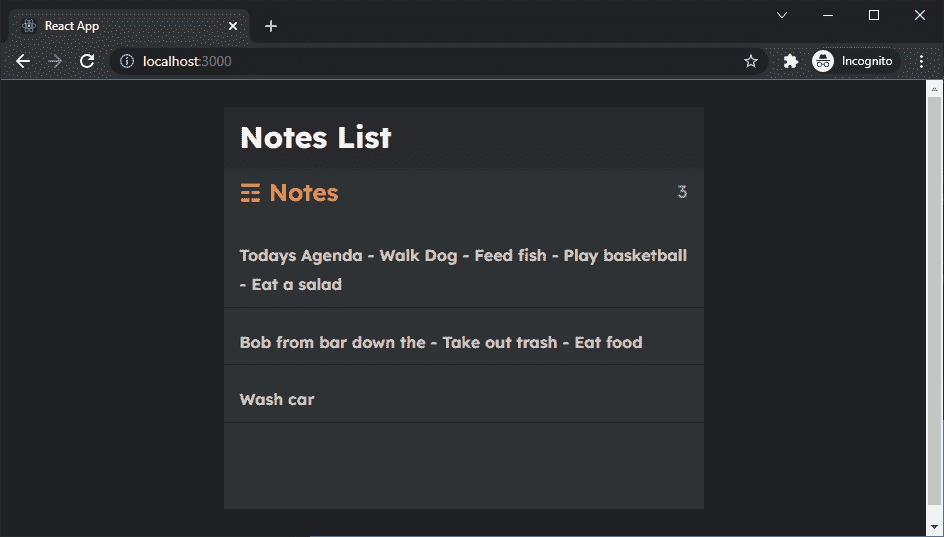 React App
localhost:3000
Incognito
Notes List
Notes
3
Todays Agenda - Walk Dog - Feed fish - Play basketball
- Eat a salad
Bob from bar down the - Take out trash - Eat food
Wash car